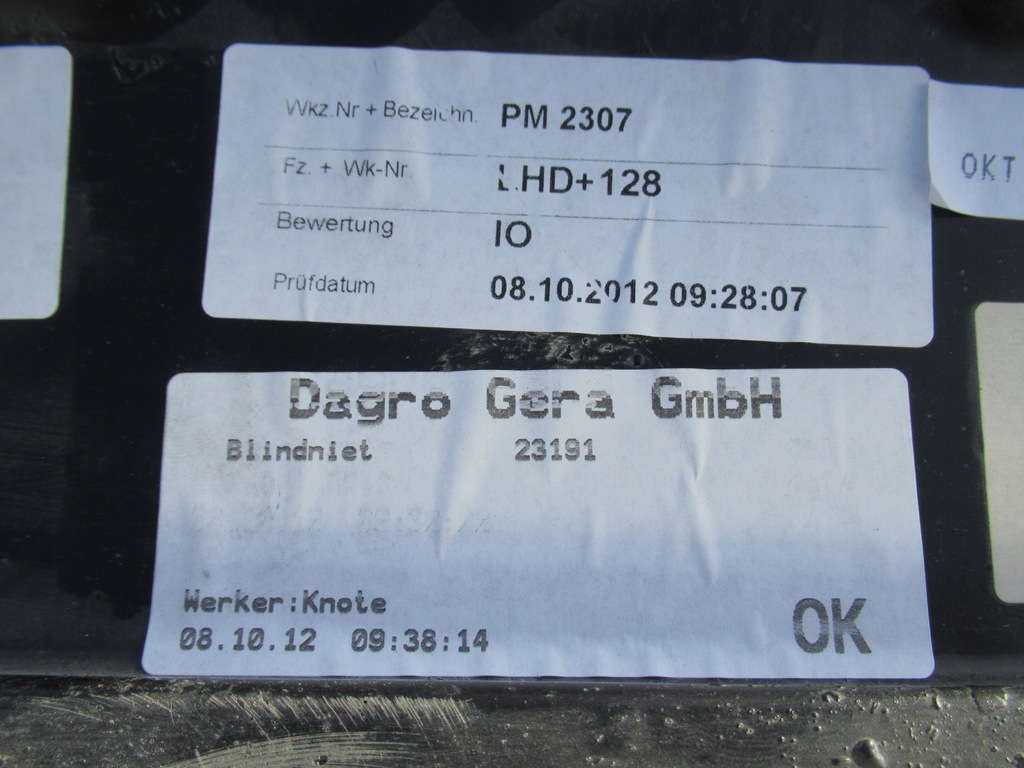 Wkz.Nr + Bezeichn. PM 2307
Fz. + Wk-Nr. LHD+128
Bewertung IO
Prüfdatum 08.10.2012 09:28:07
OKT
Dagro Gera GmbH
Blindniet 23191
Werker:Knote
08.10.12 09:38:14
OK